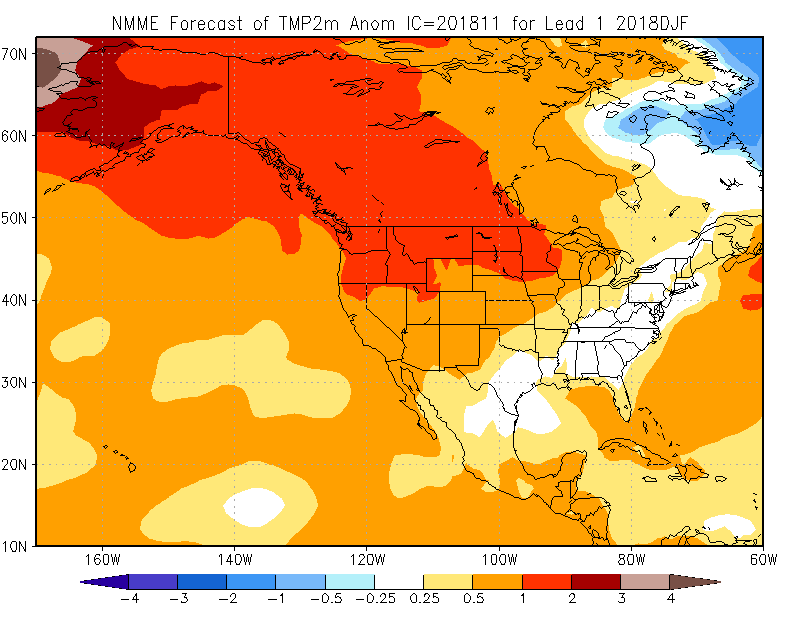 NMME Forecast of TMP2m Anom IC=201811 for Lead 1 2018DJF
70N
60N
50N
40N
30N
20N
10N
160W 140W 120W 100W 80W 60W
-4 -3 -2 -1 -0.5 -0.25 0.25 0.5 1 2 3 4